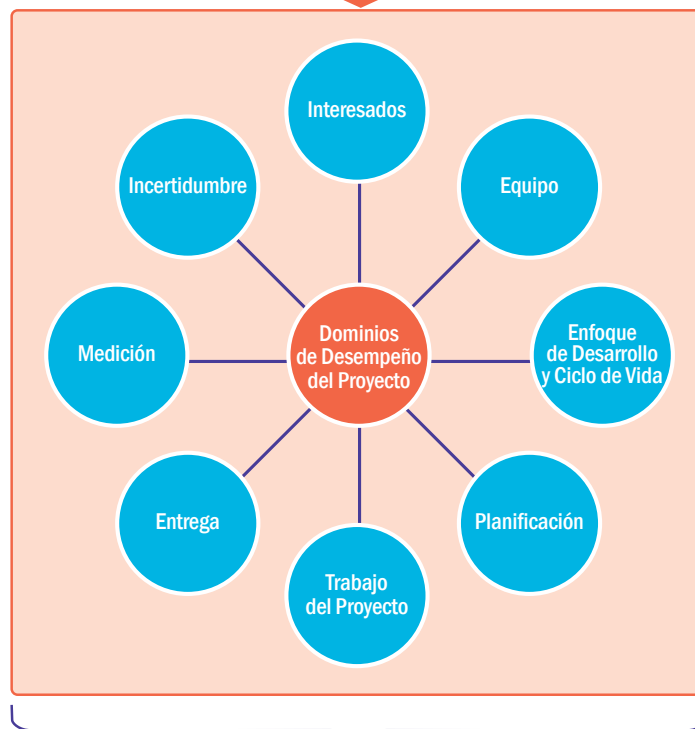 Interesados
Equipo
Enfoque
de Desarrollo
y Ciclo de Vida
Planificación
Trabajo
del Proyecto
Entrega
Medición
Incertidumbre
Dominios
de Desempeño
del Proyecto